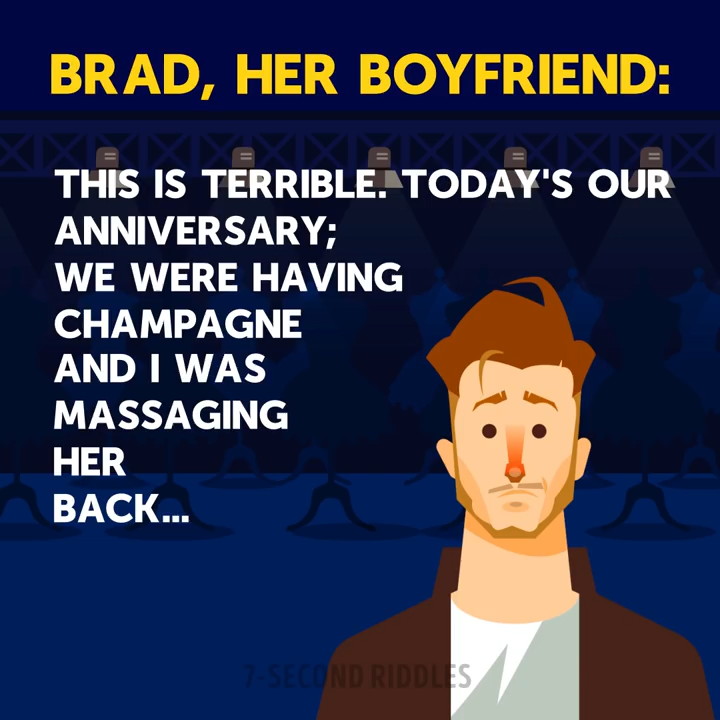 BRAD, HER BOYFRIEND:
THIS IS TERRIBLE. TODAY'S OUR
ANNIVERSARY;
WE WERE HAVING
CHAMPAGNE
AND I WAS
MASSAGING
HER
BACK...
7-SECOND RIDDLES